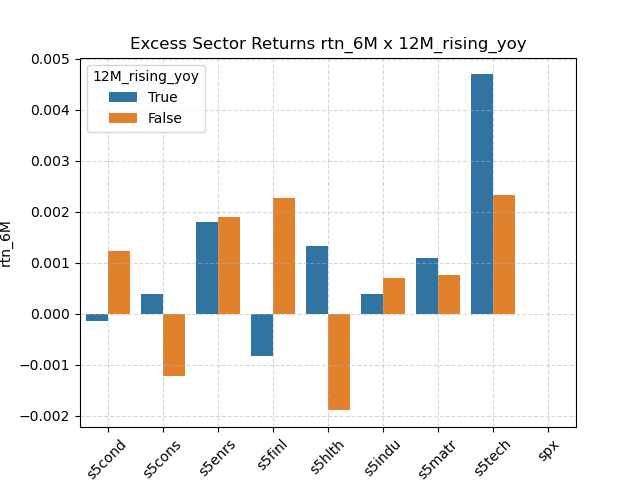 Excess Sector Returns rtn_6M x 12M_rising_yoy
12M_rising_yoy
True
False
rtn_6M
0.005
0.004
0.003
0.002
0.001
0.000
−0.001
−0.002
s5cond
s5cons
s5enrs
s5finl
s5hlth
s5indu
s5matr
s5tech
spx